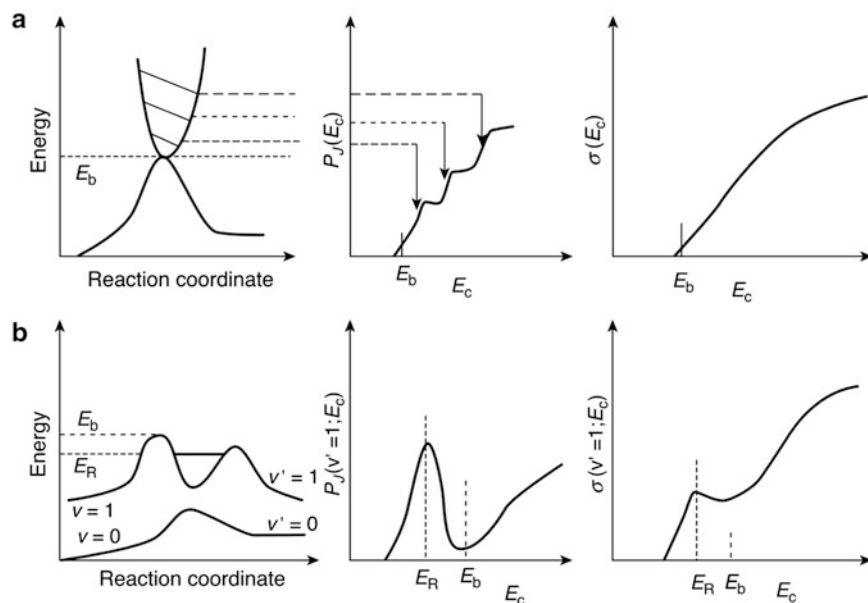 a
Energy
E_b
Reaction coordinate
P_J(E_c)
E_b
E_c
σ(E_c)
E_b
E_c
b
Energy
E_b
E_R
v' = 1
v = 1
v = 0
v' = 0
Reaction coordinate
P_J(v' = 1; E_c)
E_R
E_b
E_c
σ(v' = 1; E_c)
E_R
E_b
E_c